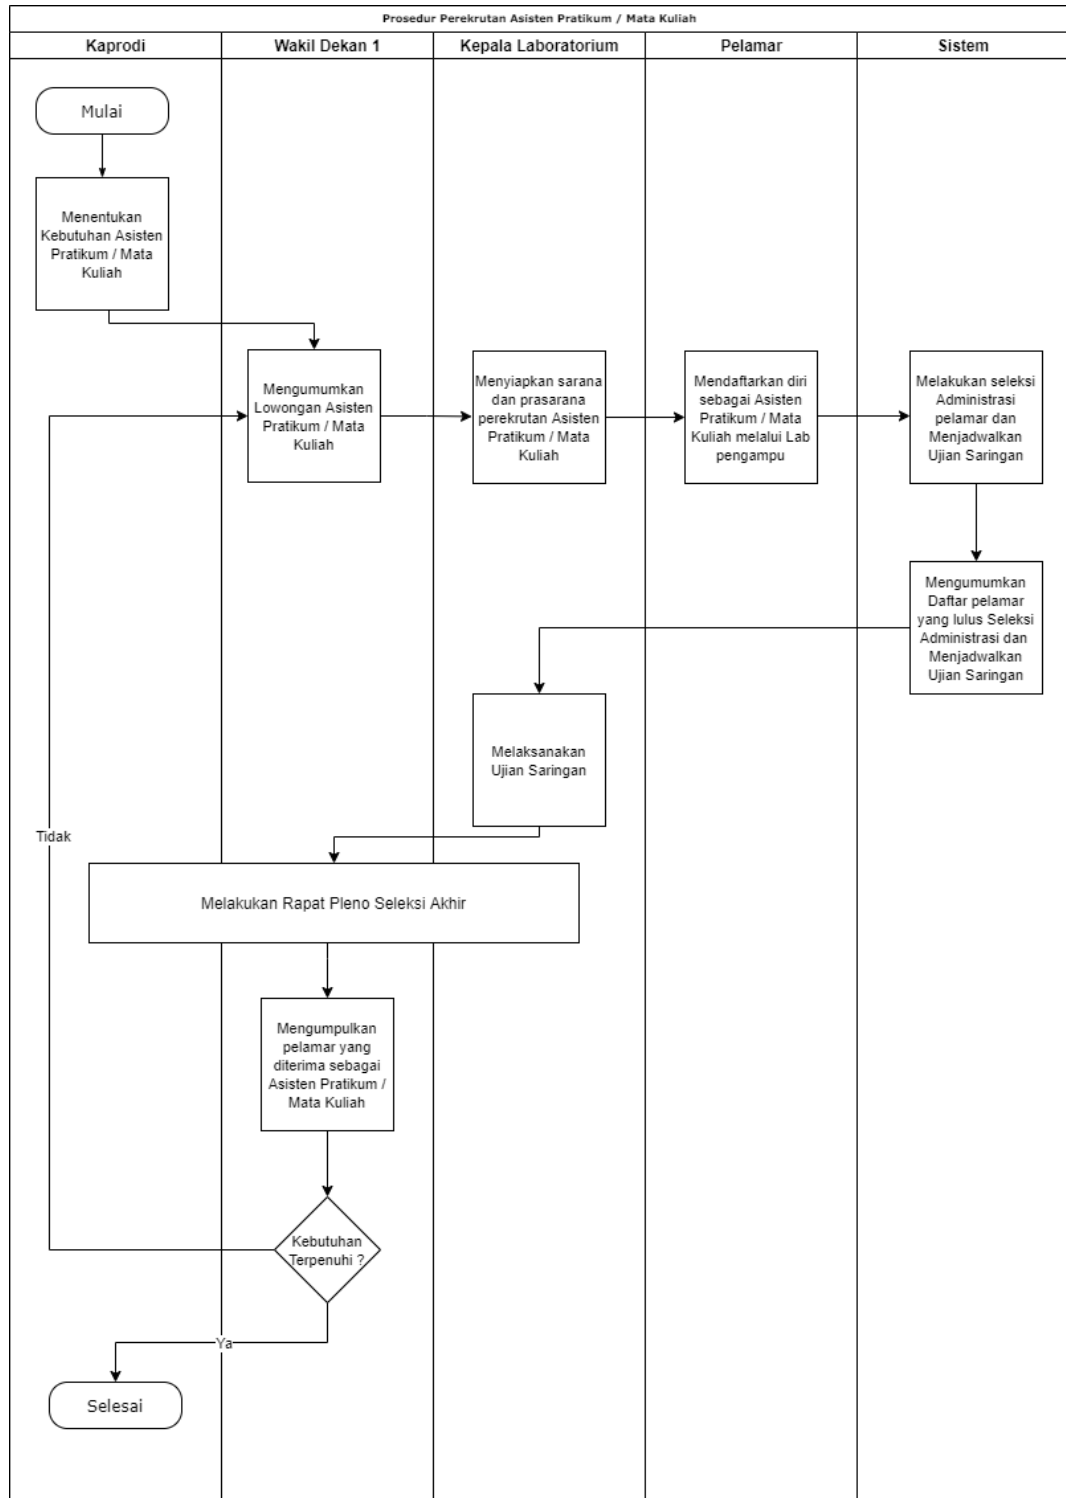 Prosedur Perekrutan Asisten Pratikum / Mata Kuliah
Kaprodi
Wakil Dekan 1
Kepala Laboratorium
Pelamar
Sistem
Mulai
Menentukan
Kebutuhan Asisten
Pratikum / Mata
Kuliah
Mengumumkan
Lowongan Asisten
Pratikum / Mata
Kuliah
Menyiapkan sarana
dan prasarana
perekrutan Asisten
Pratikum / Mata
Kuliah
Mendaftarkan diri
sebagai Asisten
Pratikum / Mata
Kuliah melalui Lab
pengampu
Melakukan seleksi
Administrasi
pelamar dan
Menjadwalkan
Ujian Saringan
Mengumumkan
Daftar pelamar
yang lulus Seleksi
Administrasi dan
Menjadwalkan
Ujian Saringan
Melaksanakan
Ujian Saringan
Tidak
Melakukan Rapat Pleno Seleksi Akhir
Mengumpulkan
pelamar yang
diterima sebagai
Asisten Pratikum /
Mata Kuliah
Kebutuhan
Terpenuhi ?
Ya
Selesai